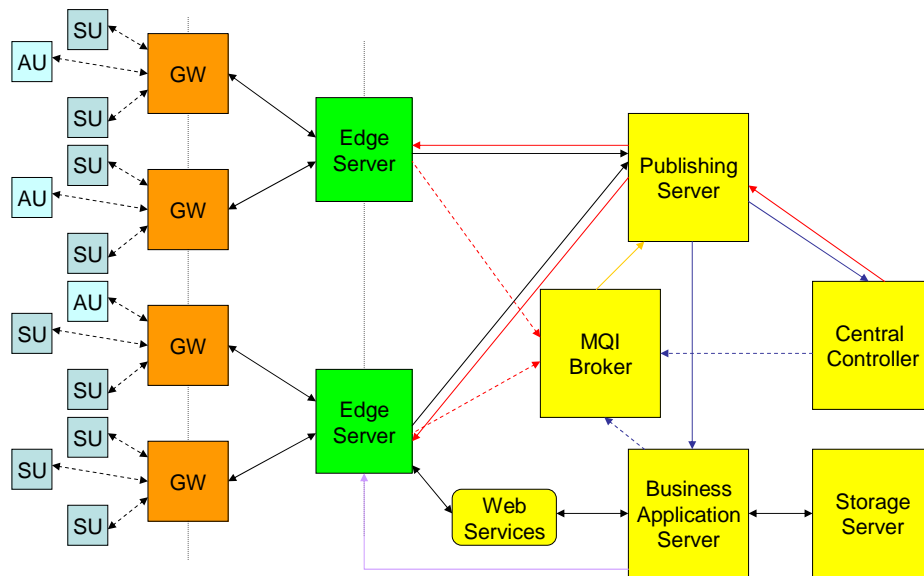 SU
AU
GW
SU
SU
AU
GW
SU
AU
SU
GW
SU
SU
SU
GW
SU
Edge
Server
Edge
Server
Publishing
Server
MQI
Broker
Central
Controller
Web
Services
Business
Application
Server
Storage
Server